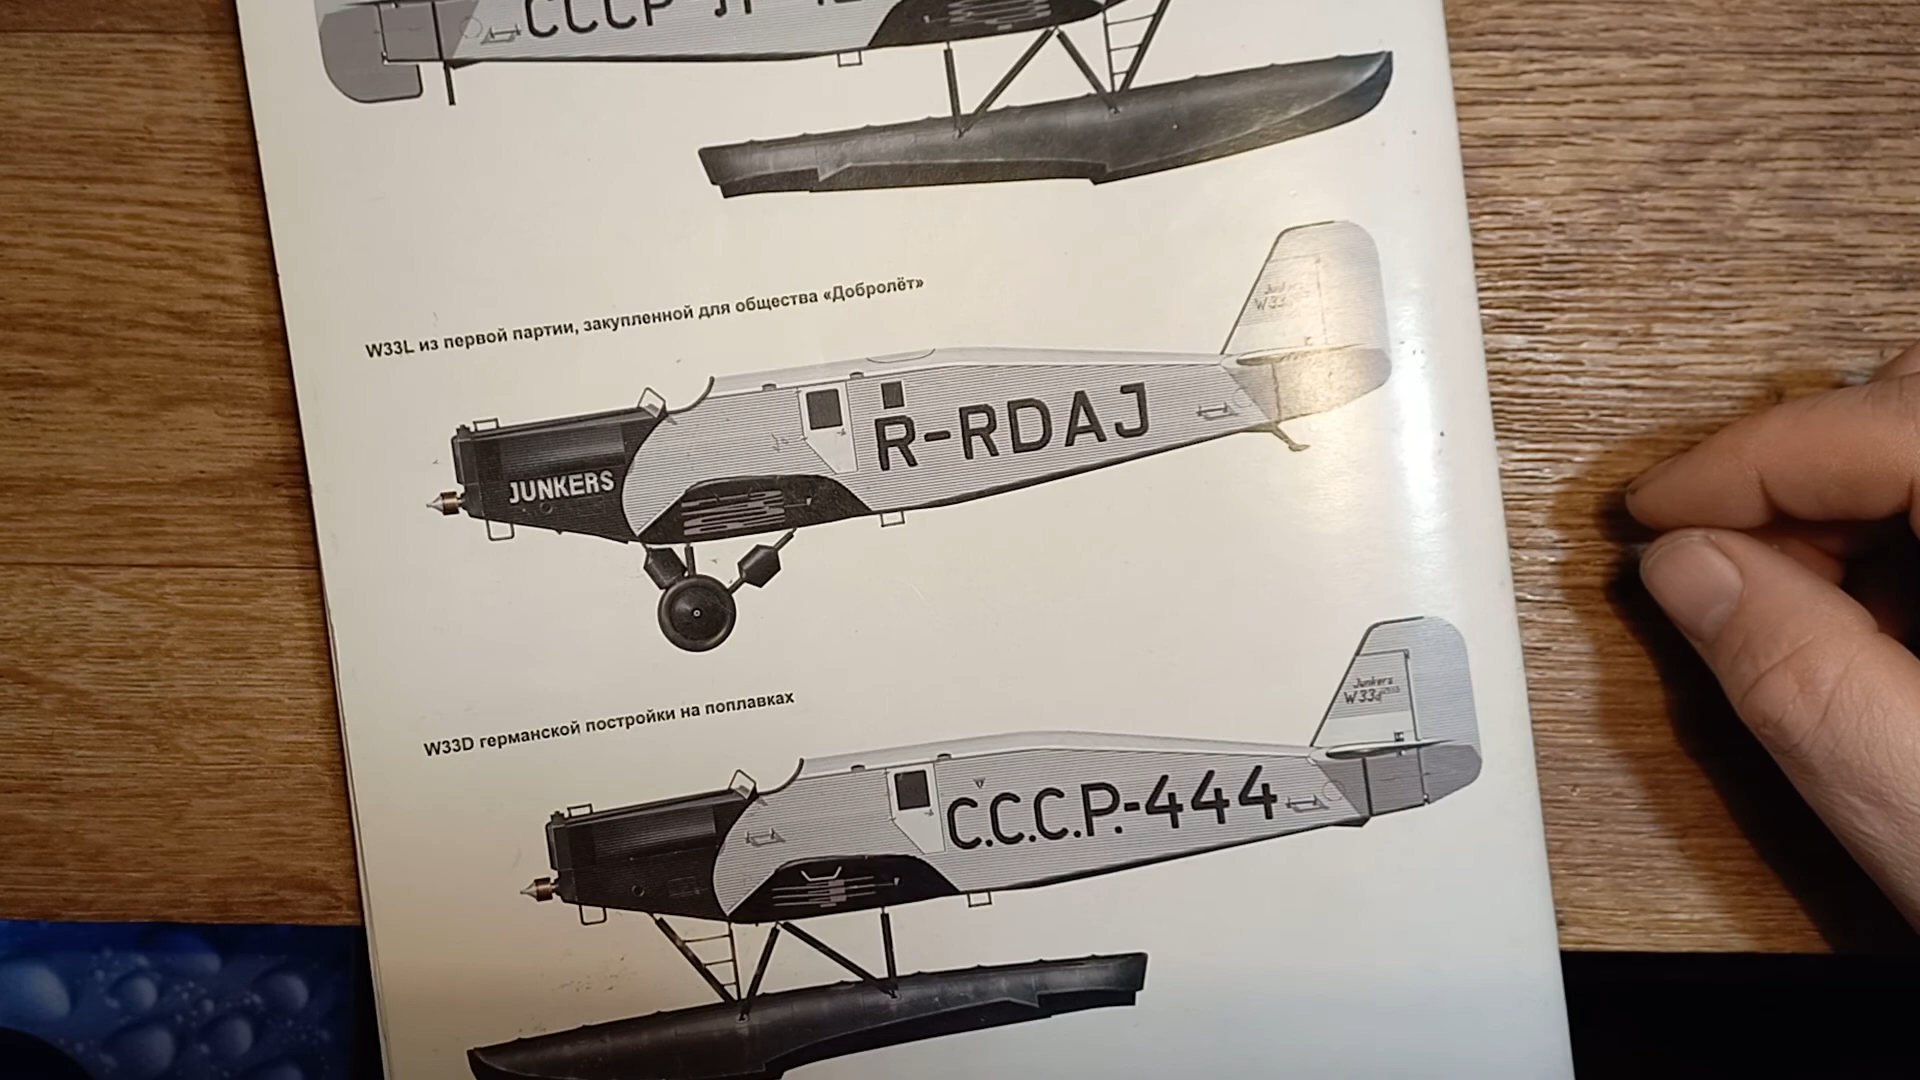 СССР
W33L из первой партии, закупленной для общества «Добролёт»
Junkers
W33
R-RDAJ
JUNKERS
W33D германской постройки на поплавках
Junkers
W33d
С.С.С.Р.-444